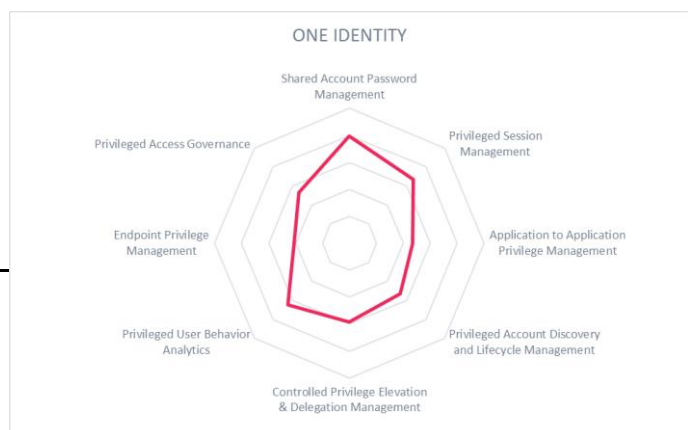 ONE IDENTITY
Shared Account Password
Management
Privileged Access Governance
Privileged Session
Management
Endpoint Privilege
Management
Application to Application
Privilege Management
Privileged User Behavior
Analytics
Privileged Account Discovery
and Lifecycle Management
Controlled Privilege Elevation
& Delegation Management